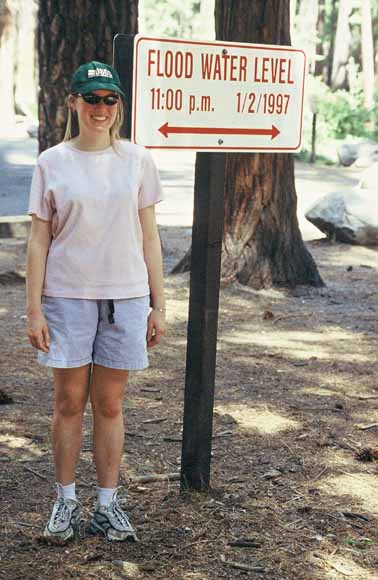 FLOOD WATER LEVEL
11:00 p.m. 1/2/1997